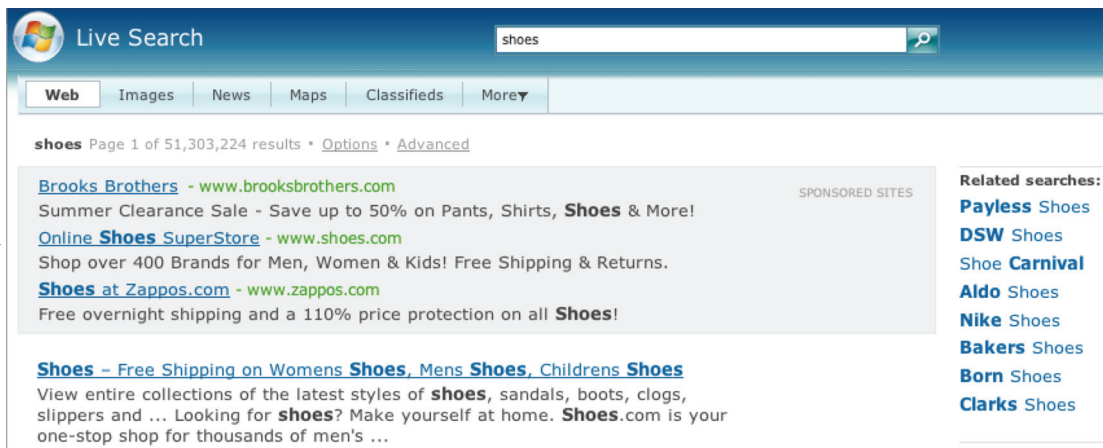 Live Search
shoes
Web Images News Maps Classifieds More
shoes Page 1 of 51,303,224 results • Options • Advanced
Brooks Brothers - www.brooksbrothers.com
SPONSORED SITES
Summer Clearance Sale - Save up to 50% on Pants, Shirts, Shoes & More!
Online Shoes SuperStore - www.shoes.com
Shop over 400 Brands for Men, Women & Kids! Free Shipping & Returns.
Shoes at Zappos.com - www.zappos.com
Free overnight shipping and a 110% price protection on all Shoes!
Shoes – Free Shipping on Womens Shoes, Mens Shoes, Childrens Shoes
View entire collections of the latest styles of shoes, sandals, boots, clogs,
slippers and ... Looking for shoes? Make yourself at home. Shoes.com is your
one-stop shop for thousands of men's ...
Related searches:
Payless Shoes
DSW Shoes
Shoe Carnival
Aldo Shoes
Nike Shoes
Bakers Shoes
Born Shoes
Clarks Shoes